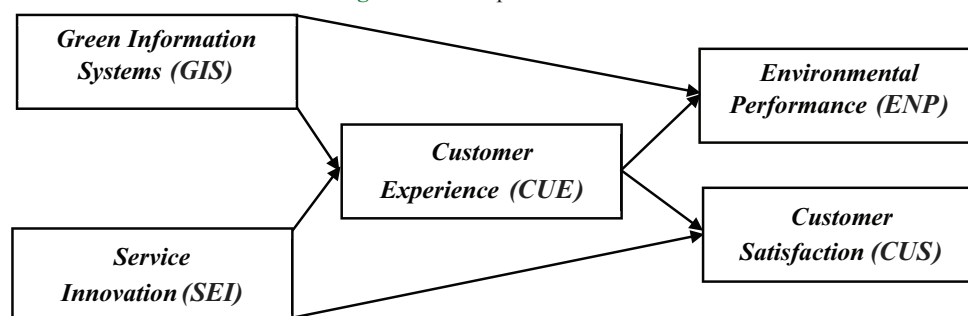 Green Information
Systems (GIS)
Environmental
Performance (ENP)
Customer
Experience (CUE)
Customer
Satisfaction (CUS)
Service
Innovation (SEI)